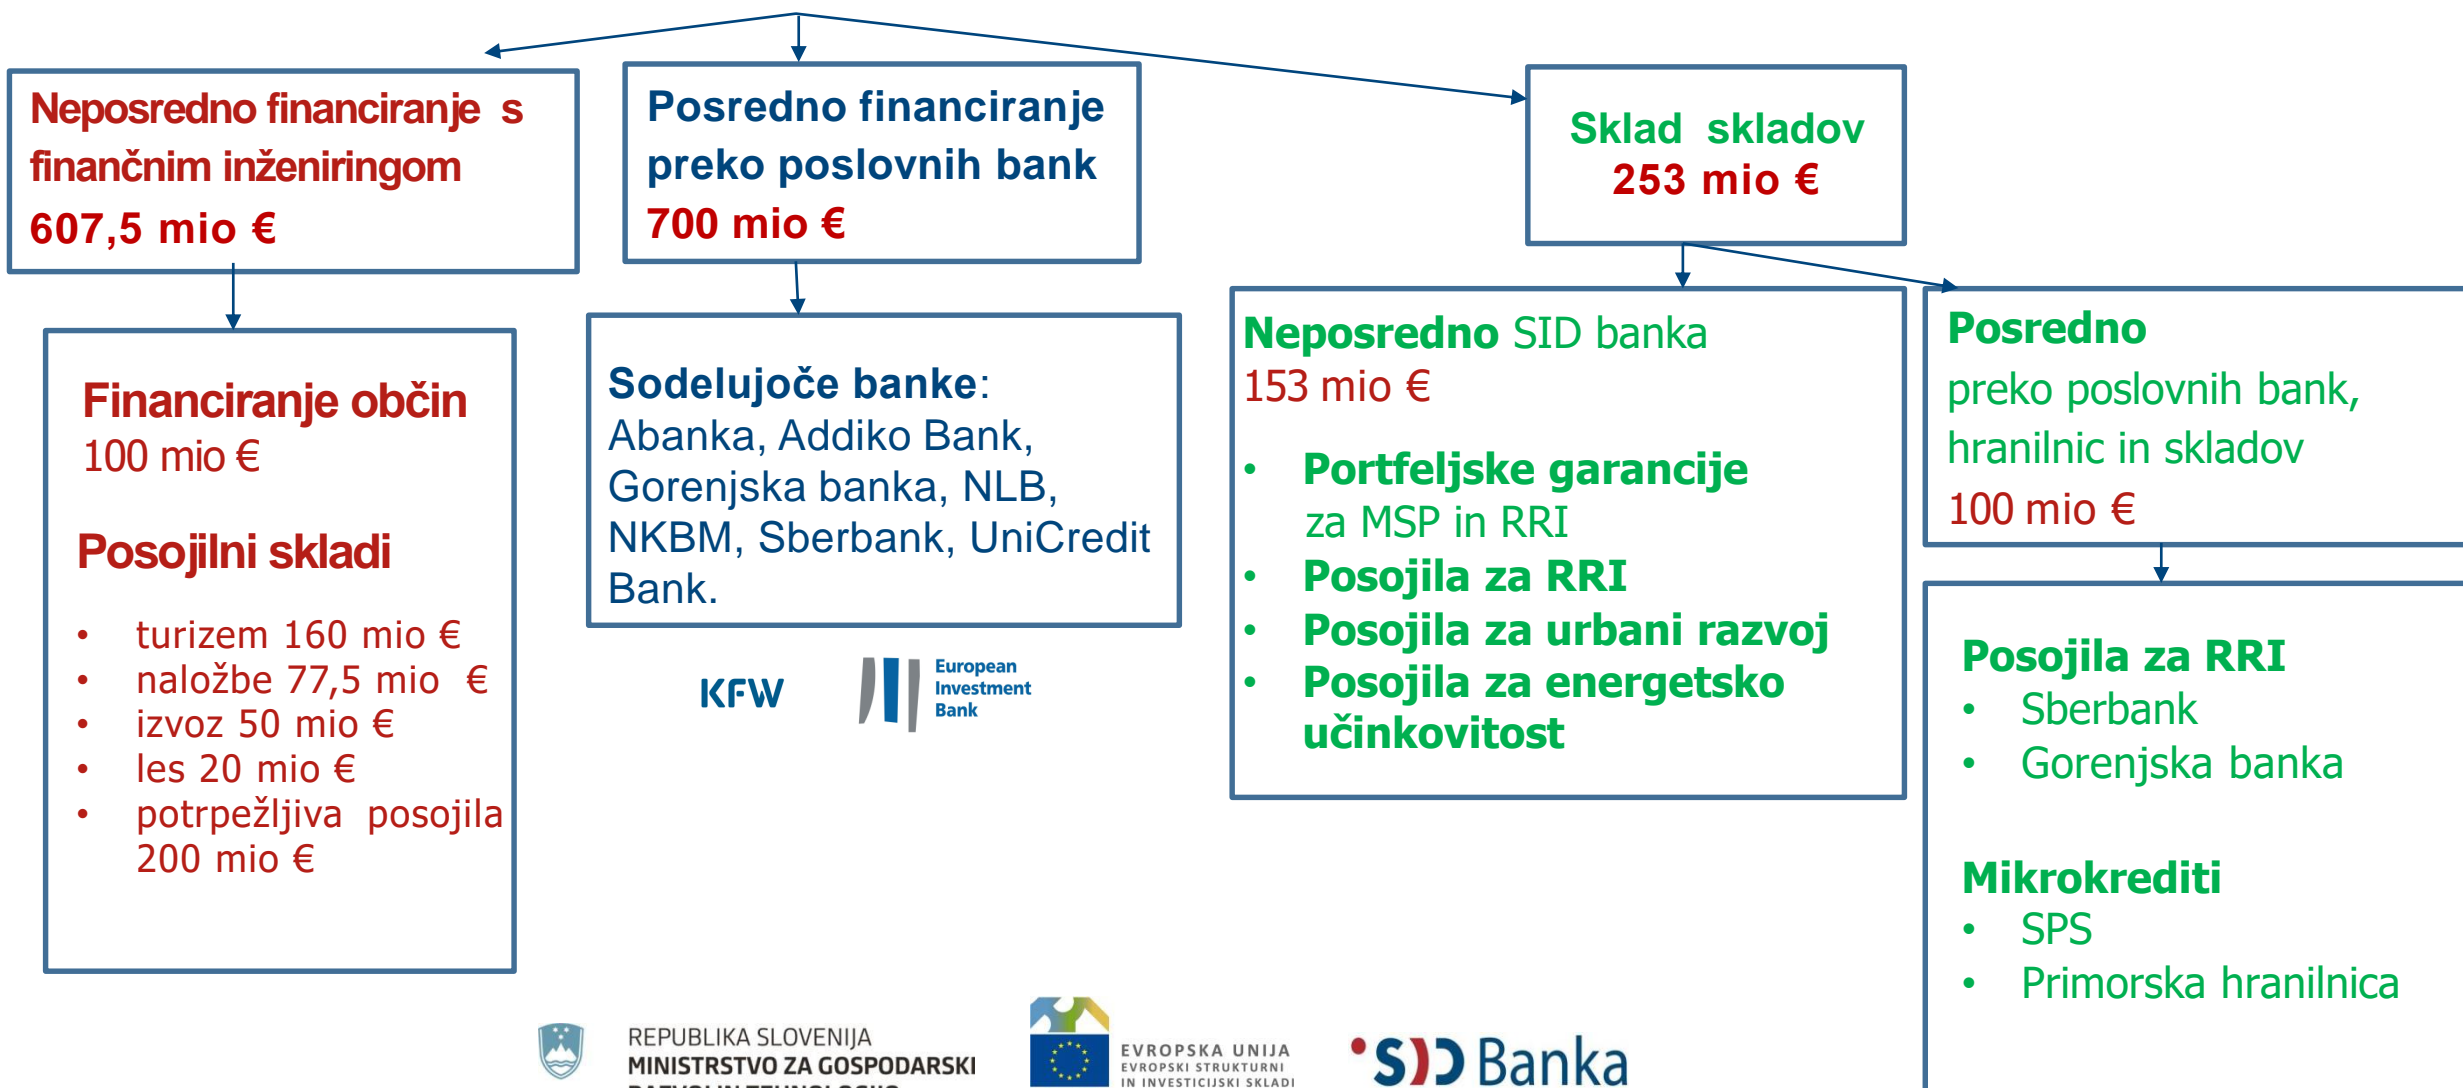 Neposredno financiranje s
finančnim inženiringom
607,5 mio €
Financiranje občin
100 mio €
Posojilni skladi
• turizem 160 mio €
• naložbe 77,5 mio €
• izvoz 50 mio €
• les 20 mio €
• potrpežljiva posojila
200 mio €
Posredno financiranje
preko poslovnih bank
700 mio €
Sodelujoče banke:
Abanka, Addiko Bank,
Gorenjska banka, NLB,
NKBM, Sberbank, UniCredit
Bank.
KFW
European
Investment
Bank
Sklad skladov
253 mio €
Neposredno SID banka
153 mio €
• Portfeljske garancije
za MSP in RRI
• Posojila za RRI
• Posojila za urbani razvoj
• Posojila za energetsko
učinkovitost
Posredno
preko poslovnih bank,
hranilnic in skladov
100 mio €
Posojila za RRI
• Sberbank
• Gorenjska banka
Mikrokrediti
• SPS
• Primorska hranilnica
REPUBLIKA SLOVENIJA
MINISTRSTVO ZA GOSPODARSKI
RAZVOJ IN TEHNOLOGIJO
EVROPSKA UNIJA
EVROPSKI STRUKTURNI
IN INVESTICIJSKI SKLADI
SID Banka